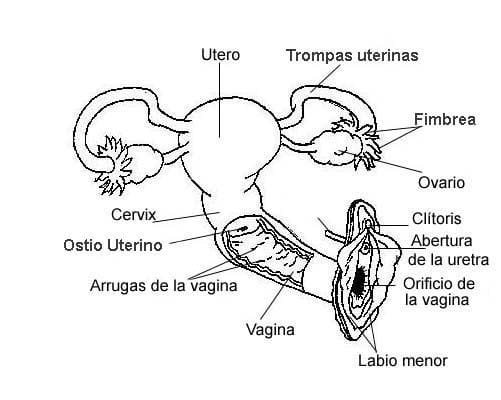 Utero
Trompas uterinas
Fimbrea
Ovario
Cervix
Clítoris
Ostio Uterino
Abertura
de la uretra
Arrugas de la vagina
Orificio de
la vagina
Vagina
Labio menor